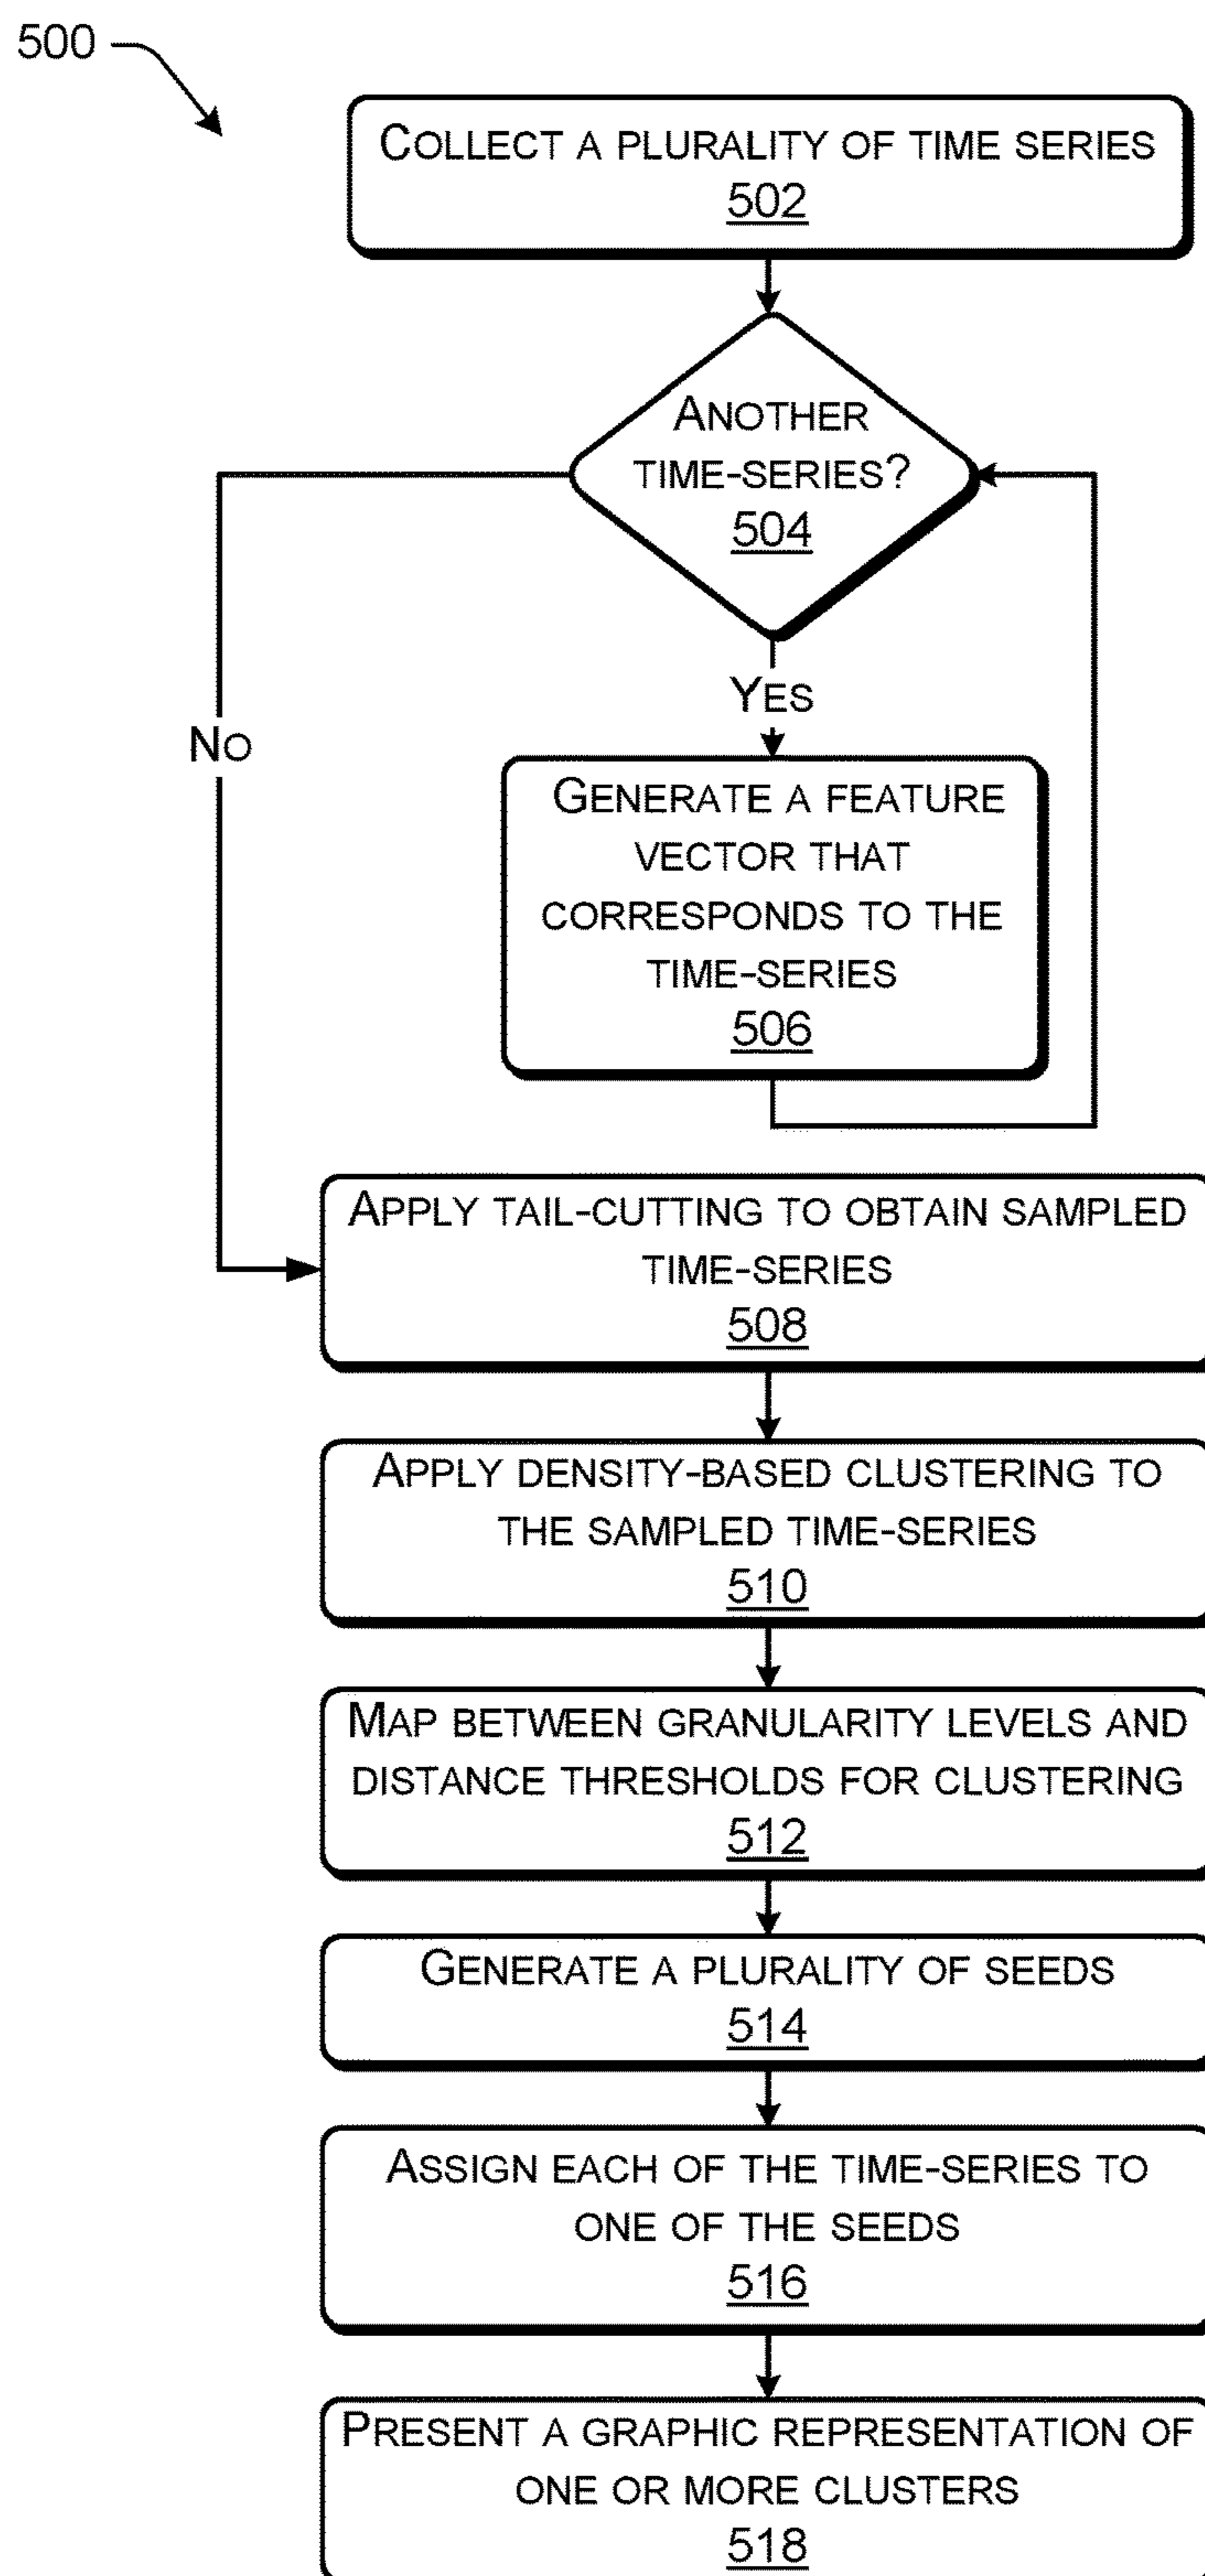 500
COLLECT A PLURALITY OF TIME SERIES
502
ANOTHER
TIME-SERIES?
504
YES
NO
GENERATE A FEATURE
VECTOR THAT
CORRESPONDS TO THE
TIME-SERIES
506
APPLY TAIL-CUTTING TO OBTAIN SAMPLED
TIME-SERIES
508
APPLY DENSITY-BASED CLUSTERING TO
THE SAMPLED TIME-SERIES
510
MAP BETWEEN GRANULARITY LEVELS AND
DISTANCE THRESHOLDS FOR CLUSTERING
512
GENERATE A PLURALITY OF SEEDS
514
ASSIGN EACH OF THE TIME-SERIES TO
ONE OF THE SEEDS
516
PRESENT A GRAPHIC REPRESENTATION OF
ONE OR MORE CLUSTERS
518